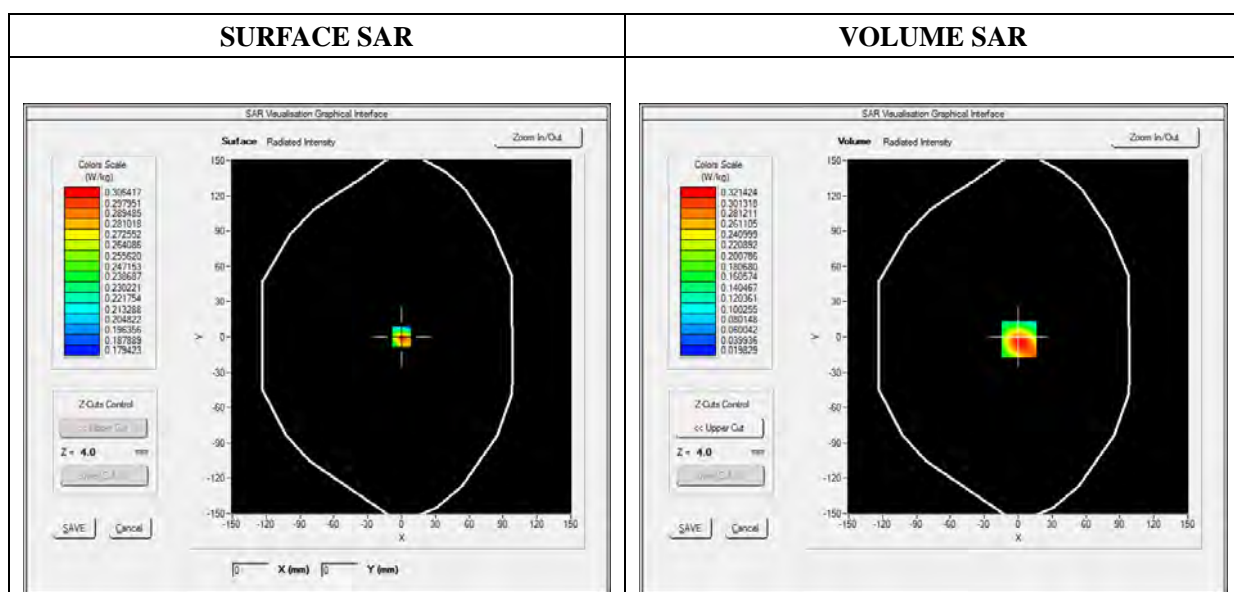 SURFACE SAR
VOLUME SAR
SAR Visualisation Graphical Interface
Surface Radiated Intensity
Zoom In/Out
Colors Scale
(W/kg)
0.306417
0.297951
0.289485
0.281018
0.272552
0.264086
0.255620
0.247153
0.238687
0.230221
0.221754
0.213288
0.204822
0.196356
0.187889
0.179423
Z-Cuts Control
<< Upper Cut
Z = 4.0 mm
SAVE Cancel
150
120
90
60
30
0
-30
-60
-90
-120
-150
Y
-150 -120 -90 -60 -30 0 30 60 90 120 150
X
0 X (mm) 0 Y (mm)
SAR Visualisation Graphical Interface
Volume Radiated Intensity
Zoom In/Out
Colors Scale
(W/kg)
0.321424
0.301318
0.281211
0.261105
0.240999
0.220892
0.200786
0.180680
0.160574
0.140467
0.120361
0.100255
0.080148
0.060042
0.039936
0.019829
Z-Cuts Control
<< Upper Cut
Z = 4.0 mm
SAVE Cancel
150
120
90
60
30
0
-30
-60
-90
-120
-150
Y
-150 -120 -90 -60 -30 0 30 60 90 120 150
X